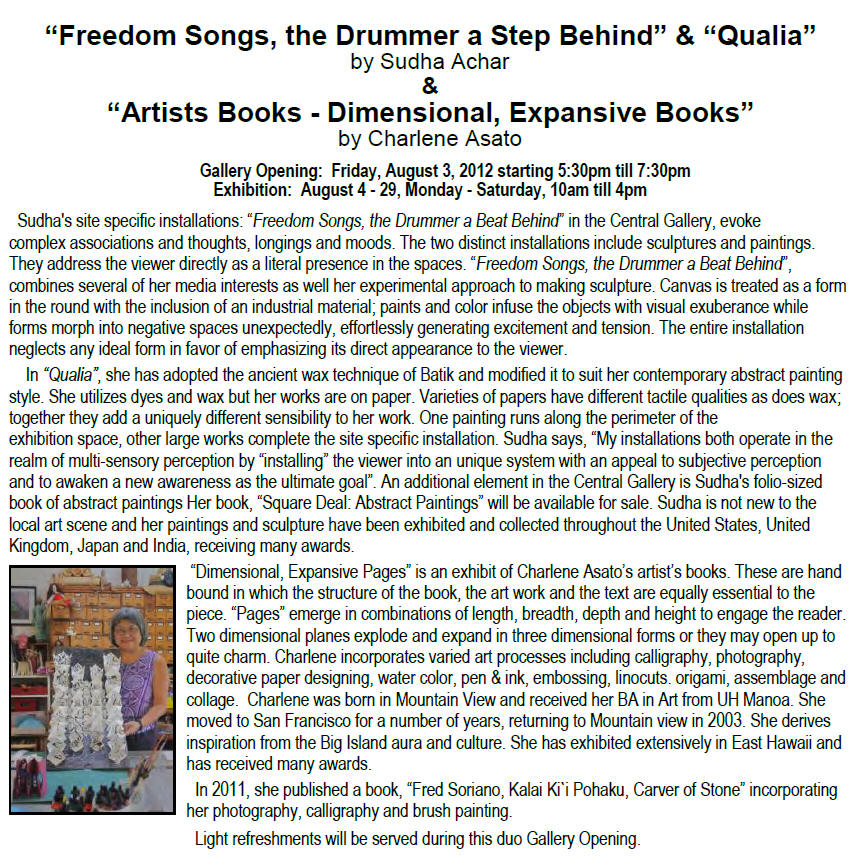 “Freedom Songs, the Drummer a Step Behind” & “Qualia”
by Sudha Achar
&
“Artists Books - Dimensional, Expansive Books”
by Charlene Asato
Gallery Opening:  Friday, August 3, 2012 starting 5:30pm till 7:30pm
Exhibition:  August 4 - 29, Monday - Saturday, 10am till 4pm
Sudha's site specific installations: “Freedom Songs, the Drummer a Beat Behind” in the Central Gallery, evoke
complex associations and thoughts, longings and moods. The two distinct installations include sculptures and paintings.
They address the viewer directly as a literal presence in the spaces. “Freedom Songs, the Drummer a Beat Behind”,
combines several of her media interests as well her experimental approach to making sculpture. Canvas is treated as a form
in the round with the inclusion of an industrial material; paints and color infuse the objects with visual exuberance while
forms morph into negative spaces unexpectedly, effortlessly generating excitement and tension. The entire installation
neglects any ideal form in favor of emphasizing its direct appearance to the viewer.
In “Qualia”, she has adopted the ancient wax technique of Batik and modified it to suit her contemporary abstract painting
style. She utilizes dyes and wax but her works are on paper. Varieties of papers have different tactile qualities as does wax;
together they add a uniquely different sensibility to her work. One painting runs along the perimeter of the
exhibition space, other large works complete the site specific installation. Sudha says, “My installations both operate in the
realm of multi-sensory perception by “installing” the viewer into an unique system with an appeal to subjective perception
and to awaken a new awareness as the ultimate goal”. An additional element in the Central Gallery is Sudha's folio-sized
book of abstract paintings Her book, “Square Deal: Abstract Paintings” will be available for sale. Sudha is not new to the
local art scene and her paintings and sculpture have been exhibited and collected throughout the United States, United
Kingdom, Japan and India, receiving many awards.
“Dimensional, Expansive Pages” is an exhibit of Charlene Asato’s artist’s books. These are hand
bound in which the structure of the book, the art work and the text are equally essential to the
piece. “Pages” emerge in combinations of length, breadth, depth and height to engage the reader.
Two dimensional planes explode and expand in three dimensional forms or they may open up to
quite charm. Charlene incorporates varied art processes including calligraphy, photography,
decorative paper designing, water color, pen & ink, embossing, linocuts. origami, assemblage and
collage.  Charlene was born in Mountain View and received her BA in Art from UH Manoa. She
moved to San Francisco for a number of years, returning to Mountain view in 2003. She derives
inspiration from the Big Island aura and culture. She has exhibited extensively in East Hawaii and
has received many awards.
In 2011, she published a book, “Fred Soriano, Kalai Ki`i Pohaku, Carver of Stone” incorporating
her photography, calligraphy and brush painting.
Light refreshments will be served during this duo Gallery Opening.